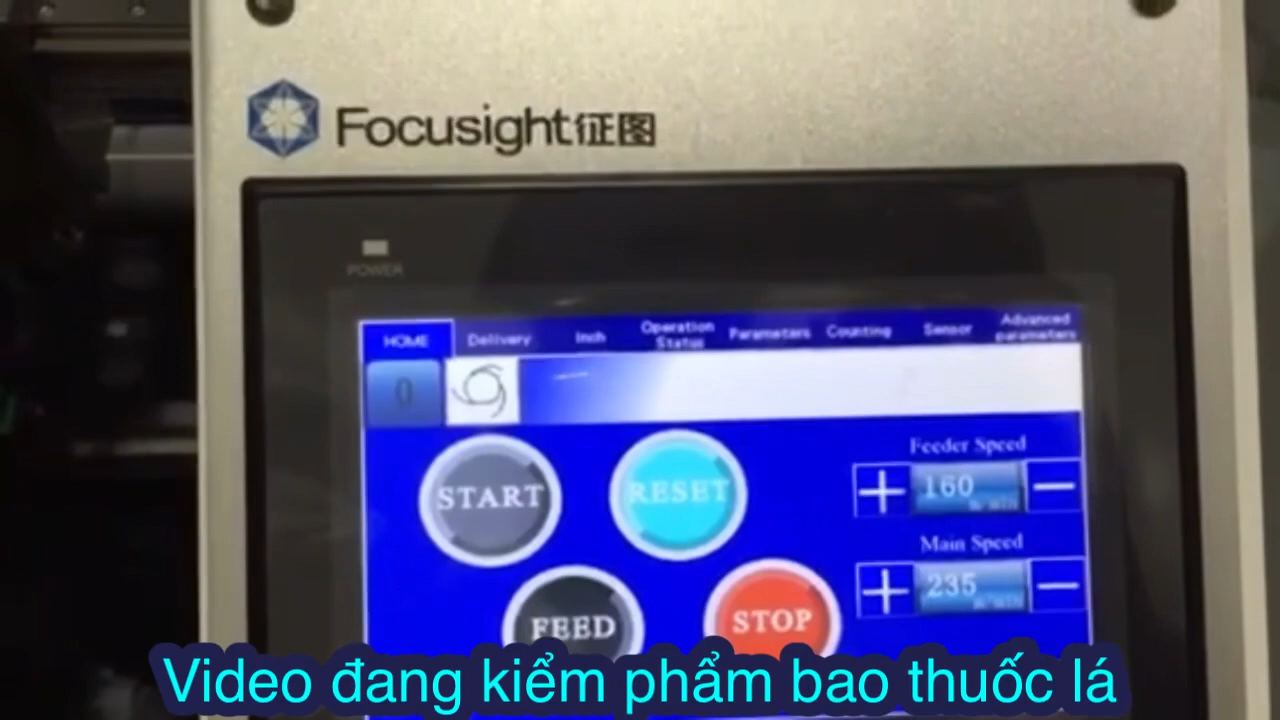 Focusight征图
POWER
HOME
Delivery
Inch
Operation
Status
Parameters
Counting
Sensor
Advanced
parameters
0
START
RESET
Feeder Speed
+ 160 m/min −
Main Speed
+ 235 m/min −
FEED
STOP
Video đang kiểm phẩm bao thuốc lá